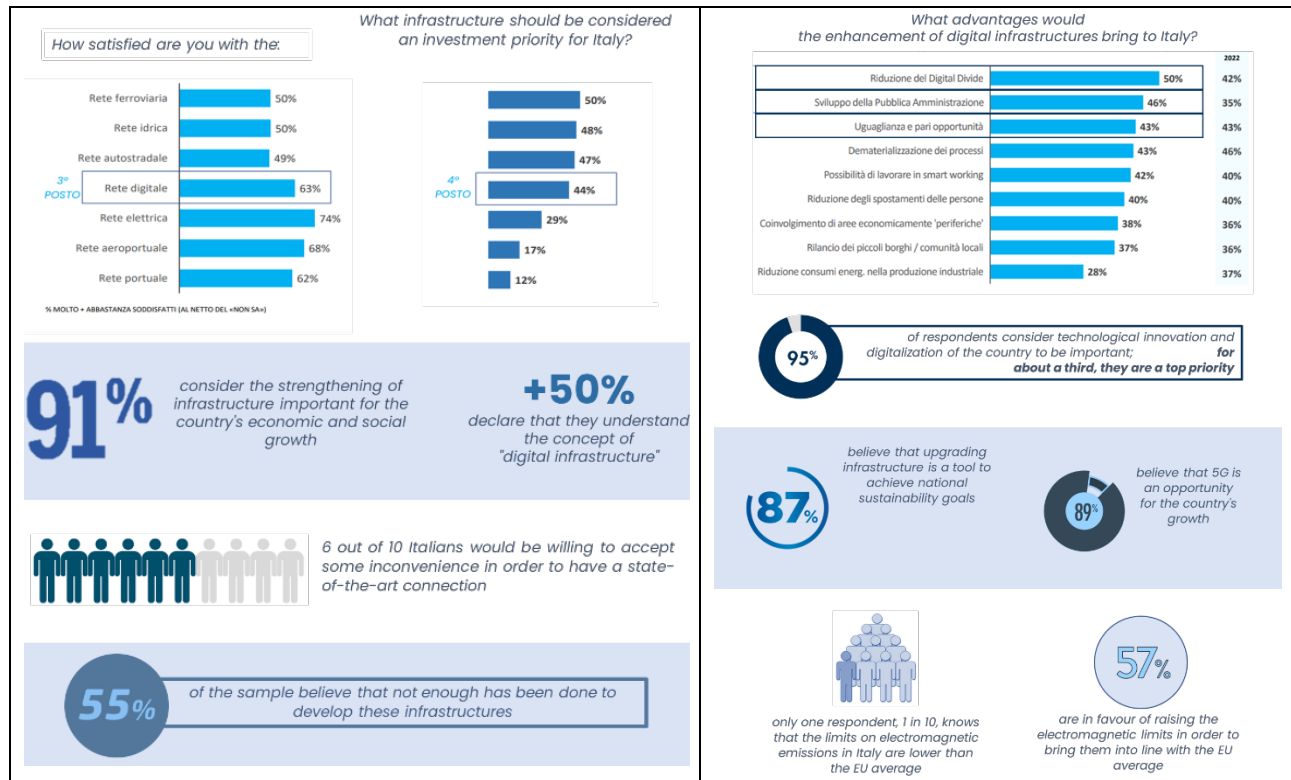 How satisfied are you with the:
What infrastructure should be considered
an investment priority for Italy?
Rete ferroviaria 50%
Rete idrica 50%
Rete autostradale 49%
3° POSTO
Rete digitale 63%
Rete elettrica 74%
Rete aeroportuale 68%
Rete portuale 62%
% MOLTO + ABBASTANZA SODDISFATTI (AL NETTO DEL «NON SA»)
50%
48%
47%
4° POSTO
44%
29%
17%
12%
91%
consider the strengthening of
infrastructure important for the
country's economic and social
growth
+50%
declare that they understand
the concept of
"digital infrastructure"
6 out of 10 Italians would be willing to accept
some inconvenience in order to have a state-
of-the-art connection
55%
of the sample believe that not enough has been done to
develop these infrastructures
What advantages would
the enhancement of digital infrastructures bring to Italy?
2022
Riduzione del Digital Divide 50% 42%
Sviluppo della Pubblica Amministrazione 46% 35%
Uguaglianza e pari opportunità 43% 43%
Dematerializzazione dei processi 43% 46%
Possibilità di lavorare in smart working 42% 40%
Riduzione degli spostamenti delle persone 40% 40%
Coinvolgimento di aree economicamente 'periferiche' 38% 36%
Rilancio dei piccoli borghi / comunità locali 37% 36%
Riduzione consumi energ. nella produzione industriale 28% 37%
95%
of respondents consider technological innovation and
digitalization of the country to be important; for
about a third, they are a top priority
87%
believe that upgrading
infrastructure is a tool to
achieve national
sustainability goals
89%
believe that 5G is
an opportunity
for the country's
growth
only one respondent, 1 in 10, knows
that the limits on electromagnetic
emissions in Italy are lower than
the EU average
57%
are in favour of raising the
electromagnetic limits in order to
bring them into line with the EU
average